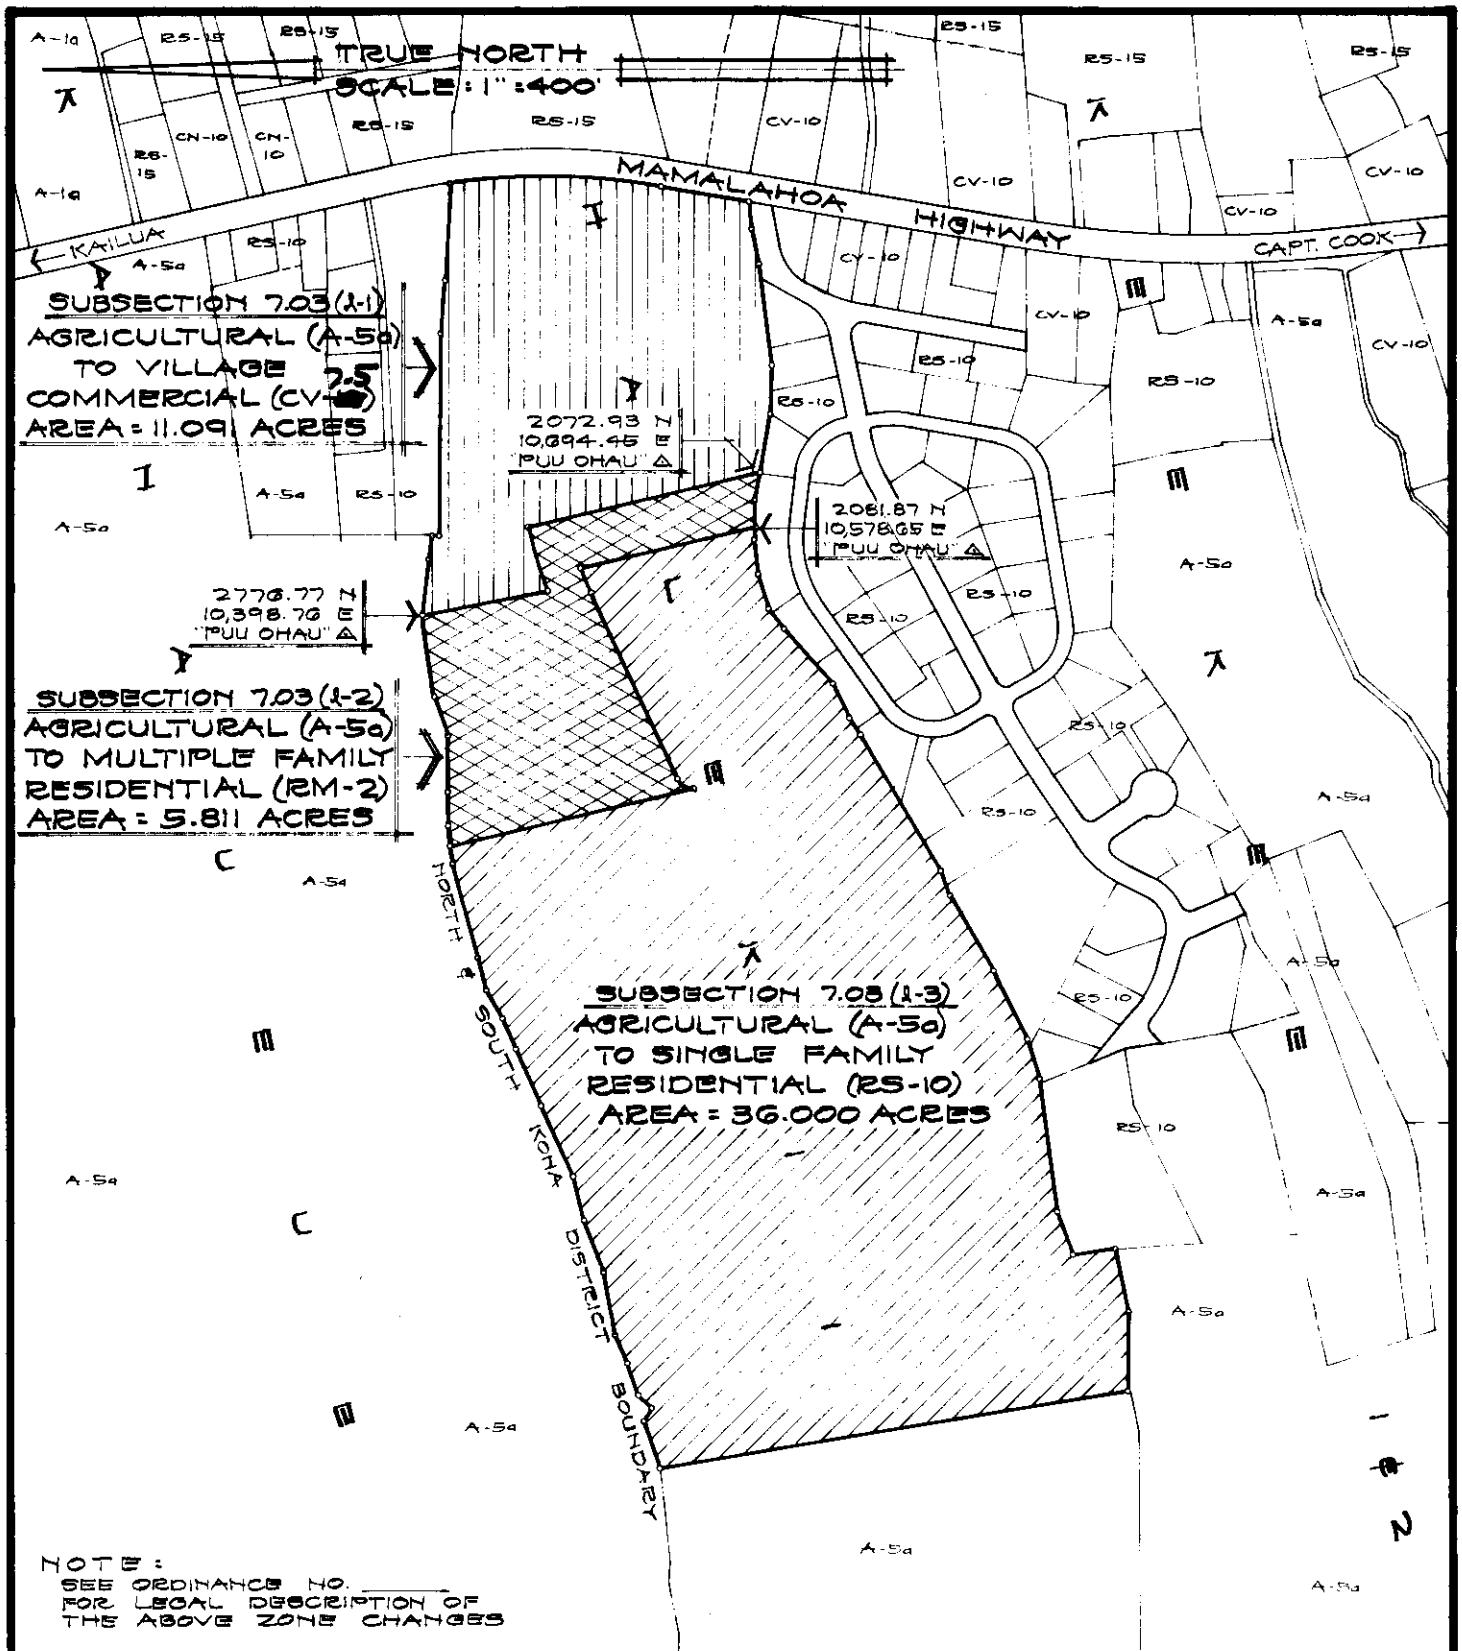 A-1a
RS-15
RS-15
RS-15
RS-15
RS-15
TRUE NORTH
SCALE : 1" : 400'
RS-15
CN-10
CN-10
RS-15
RS-15
CV-10
A-1a
MAMALAHOA HIGHWAY
CV-10
CV-10
CV-10
KAILUA
CAPT. COOK
RS-10
A-5a
CV-10
SUBSECTION 7.03 (l-1)
AGRICULTURAL (A-5a)
TO VILLAGE 7.5
COMMERCIAL (CV-
AREA = 11.091 ACRES
CV-10
A-5a
CV-10
RS-10
RS-10
RS-10
2072.93 N
10,694.45 E
"PUU OHAU" △
A-5a
RS-10
A-5a
2081.87 N
10,578.65 E
"PUU OHAU" △
A-5a
2776.77 N
10,398.76 E
"PUU OHAU" △
RS-10
RS-10
SUBSECTION 7.03 (l-2)
AGRICULTURAL (A-5a)
TO MULTIPLE FAMILY
RESIDENTIAL (RM-2)
AREA = 5.811 ACRES
RS-10
RS-10
A-5a
A-5a
NORTH & SOUTH KONA DISTRICT BOUNDARY
A-5a
RS-10
SUBSECTION 7.03 (l-3)
AGRICULTURAL (A-5a)
TO SINGLE FAMILY
RESIDENTIAL (RS-10)
AREA = 36.000 ACRES
RS-10
A-5a
A-5a
A-5a
A-5a
A-5a
A-5a
NOTE :
SEE ORDINANCE NO. ______
FOR LEGAL DESCRIPTION OF
THE ABOVE ZONE CHANGES